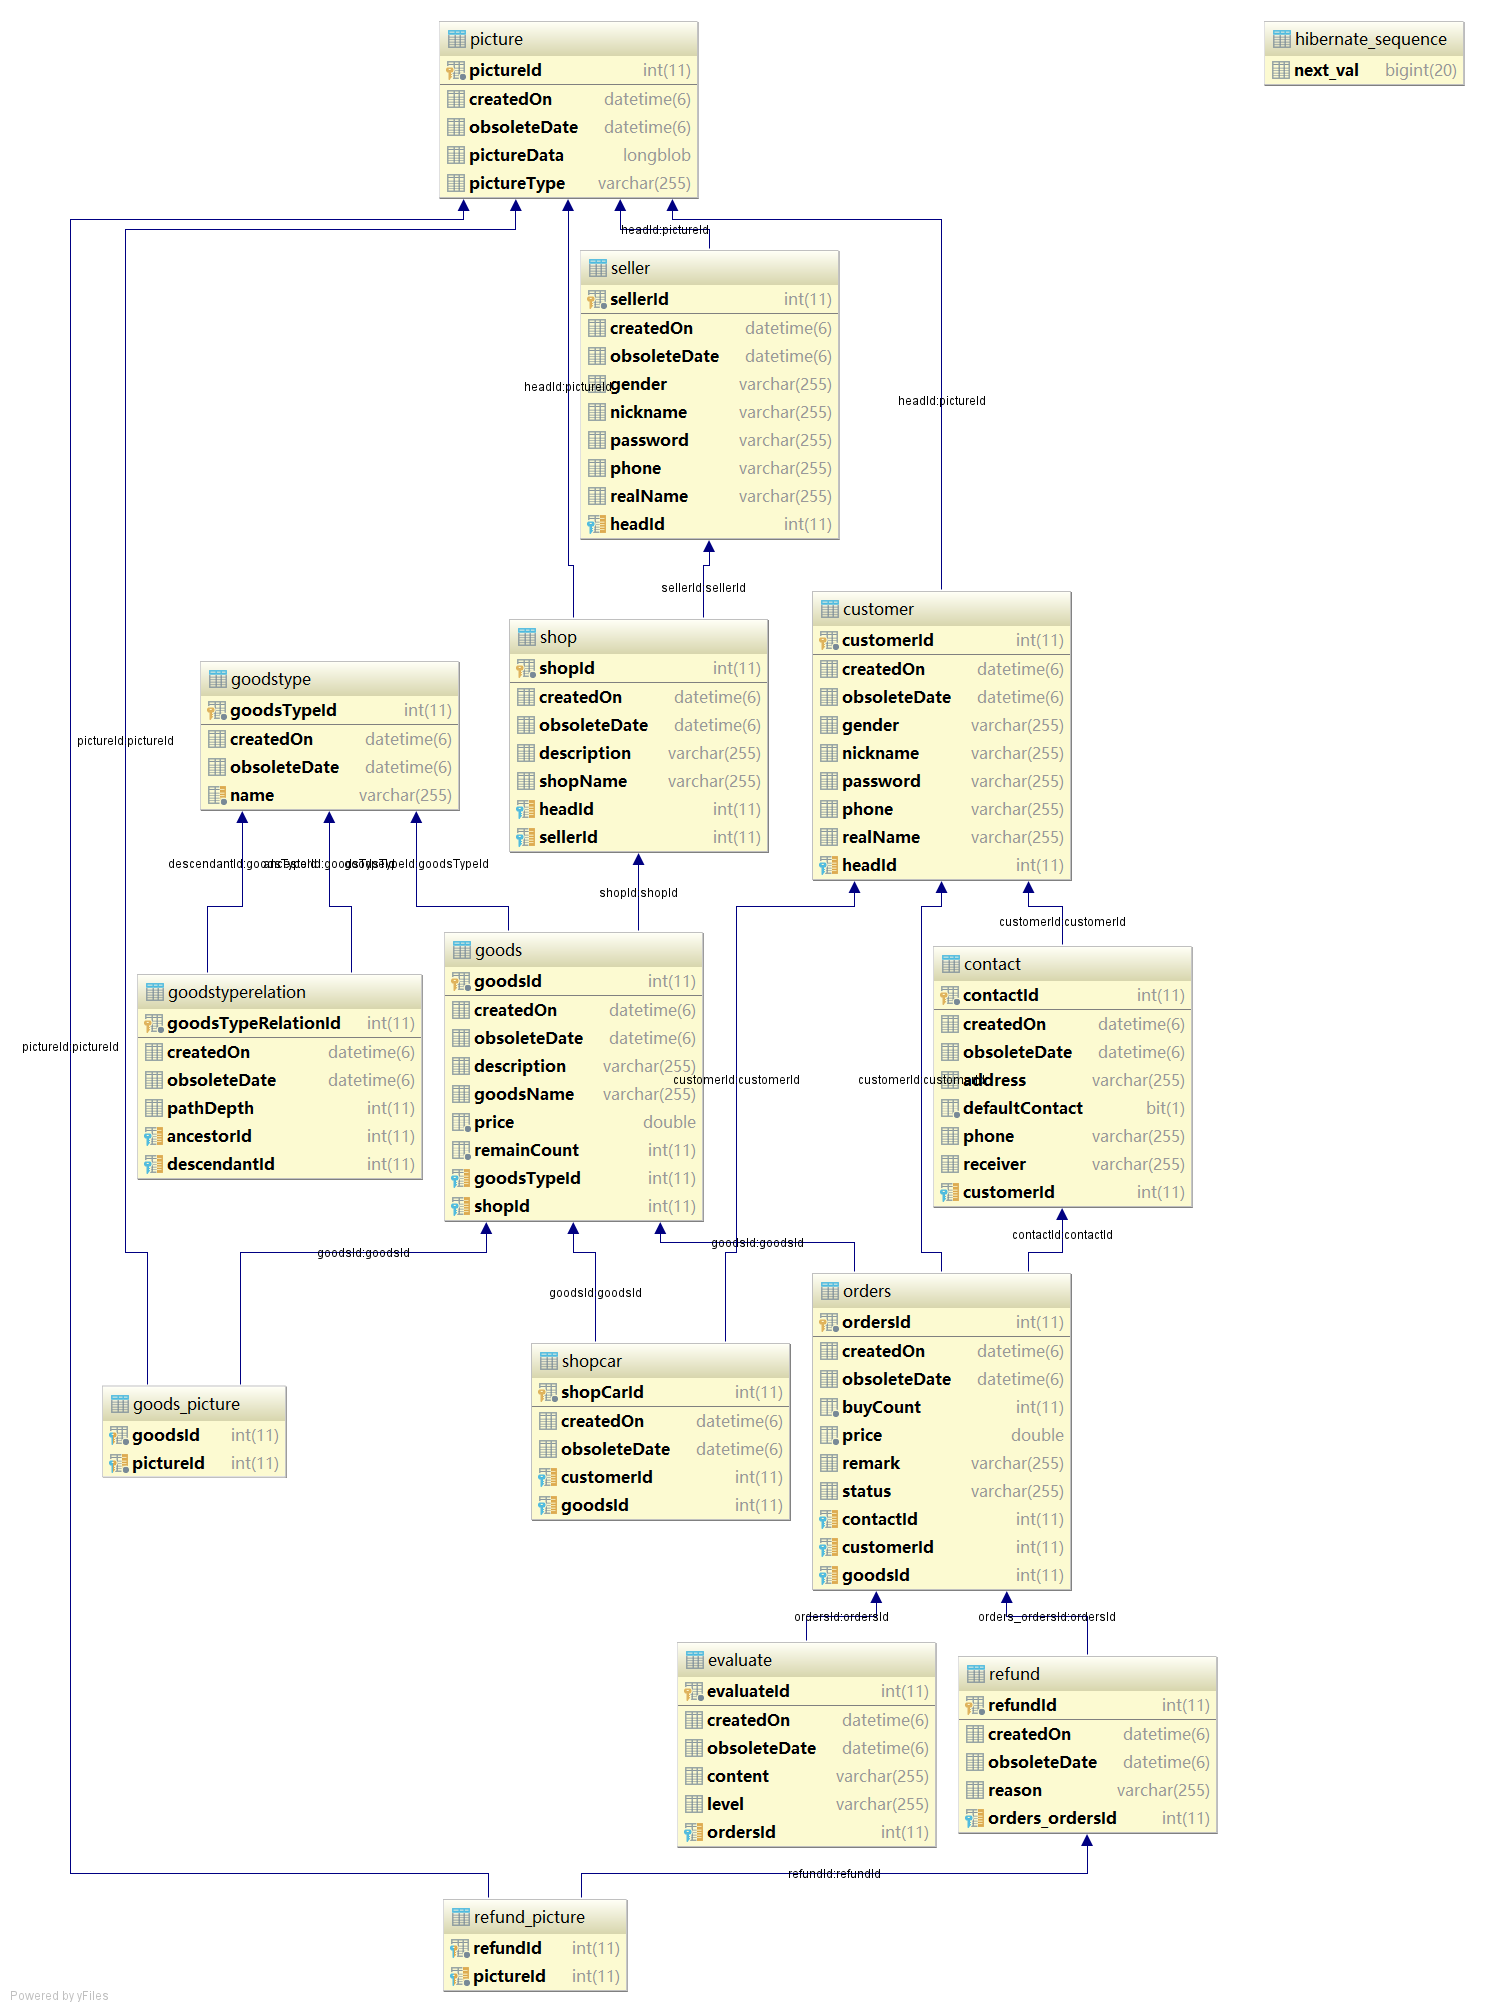 picture
pictureId int(11)
createdOn datetime(6)
obsoleteDate datetime(6)
pictureData longblob
pictureType varchar(255)
hibernate_sequence
next_val bigint(20)
headId:pictureId
seller
sellerId int(11)
createdOn datetime(6)
obsoleteDate datetime(6)
gender varchar(255)
nickname varchar(255)
password varchar(255)
phone varchar(255)
realName varchar(255)
headId int(11)
headId:pictureId
headId:pictureId
sellerId:sellerId
customer
customerId int(11)
createdOn datetime(6)
obsoleteDate datetime(6)
gender varchar(255)
nickname varchar(255)
password varchar(255)
phone varchar(255)
realName varchar(255)
headId int(11)
shop
shopId int(11)
createdOn datetime(6)
obsoleteDate datetime(6)
description varchar(255)
shopName varchar(255)
headId int(11)
sellerId int(11)
goodstype
goodsTypeId int(11)
createdOn datetime(6)
obsoleteDate datetime(6)
name varchar(255)
pictureId:pictureId
descendantId:goodsTypeId
ancestorId:goodsTypeId
goodsTypeId:goodsTypeId
shopId:shopId
customerId:customerId
goods
goodsId int(11)
createdOn datetime(6)
obsoleteDate datetime(6)
description varchar(255)
goodsName varchar(255)
price double
remainCount int(11)
goodsTypeId int(11)
shopId int(11)
contact
contactId int(11)
createdOn datetime(6)
obsoleteDate datetime(6)
address varchar(255)
defaultContact bit(1)
phone varchar(255)
receiver varchar(255)
customerId int(11)
goodstyperelation
goodsTypeRelationId int(11)
createdOn datetime(6)
obsoleteDate datetime(6)
pathDepth int(11)
ancestorId int(11)
descendantId int(11)
pictureId:pictureId
customerId:customerId
customerId:customerId
contactId:contactId
goodsId:goodsId
goodsId:goodsId
goodsId:goodsId
orders
ordersId int(11)
createdOn datetime(6)
obsoleteDate datetime(6)
buyCount int(11)
price double
remark varchar(255)
status varchar(255)
contactId int(11)
customerId int(11)
goodsId int(11)
shopcar
shopCarId int(11)
createdOn datetime(6)
obsoleteDate datetime(6)
customerId int(11)
goodsId int(11)
goods_picture
goodsId int(11)
pictureId int(11)
ordersId:ordersId
orders_ordersId:ordersId
evaluate
evaluateId int(11)
createdOn datetime(6)
obsoleteDate datetime(6)
content varchar(255)
level varchar(255)
ordersId int(11)
refund
refundId int(11)
createdOn datetime(6)
obsoleteDate datetime(6)
reason varchar(255)
orders_ordersId int(11)
refundId:refundId
refund_picture
refundId int(11)
pictureId int(11)
Powered by yFiles